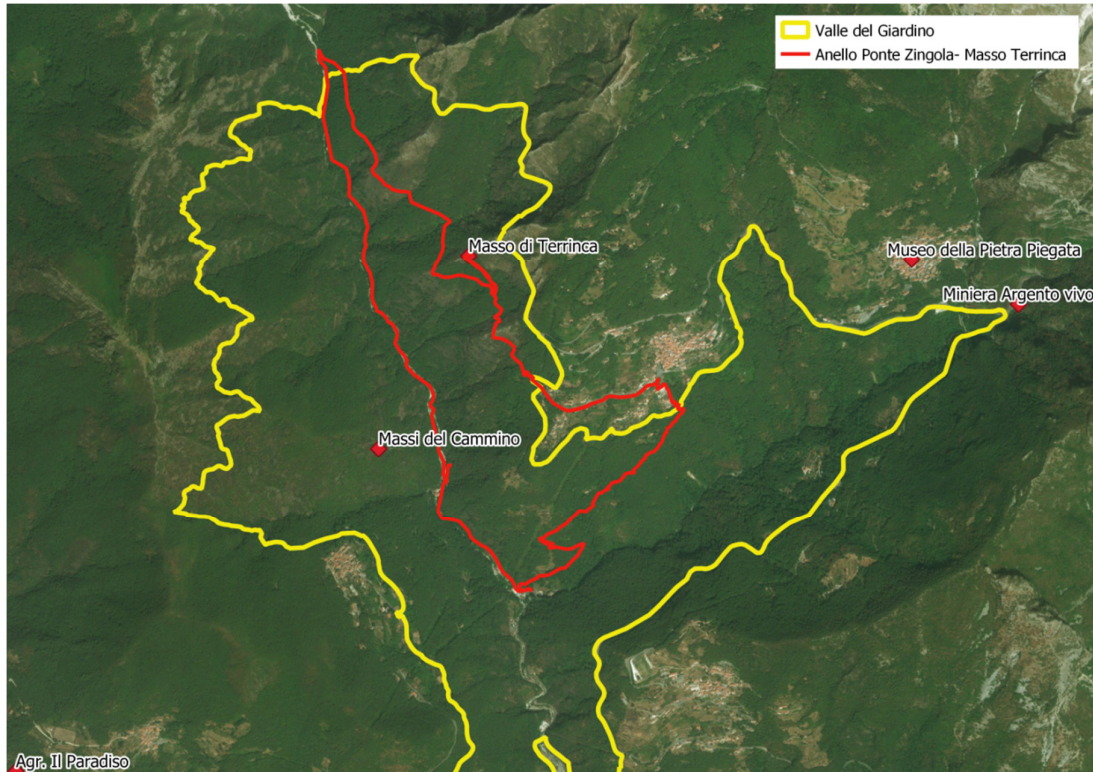 Valle del Giardino
Anello Ponte Zingola- Masso Terrinca
Masso di Terrinca
Museo della Pietra Piegata
Miniera Argento vivo
Massi del Cammino
Agr. Il Paradiso